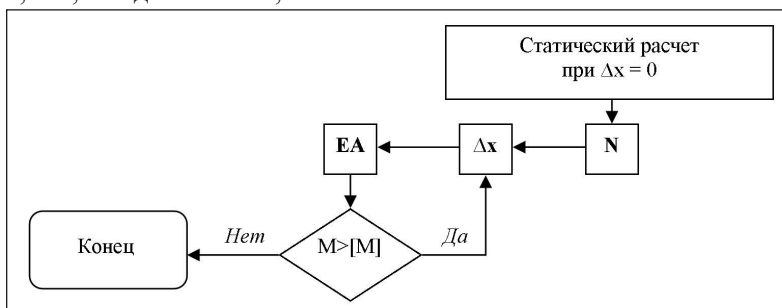 Статический расчет
при Δx = 0
EA
Δx
N
Конец
Нет
M>[M]
Да